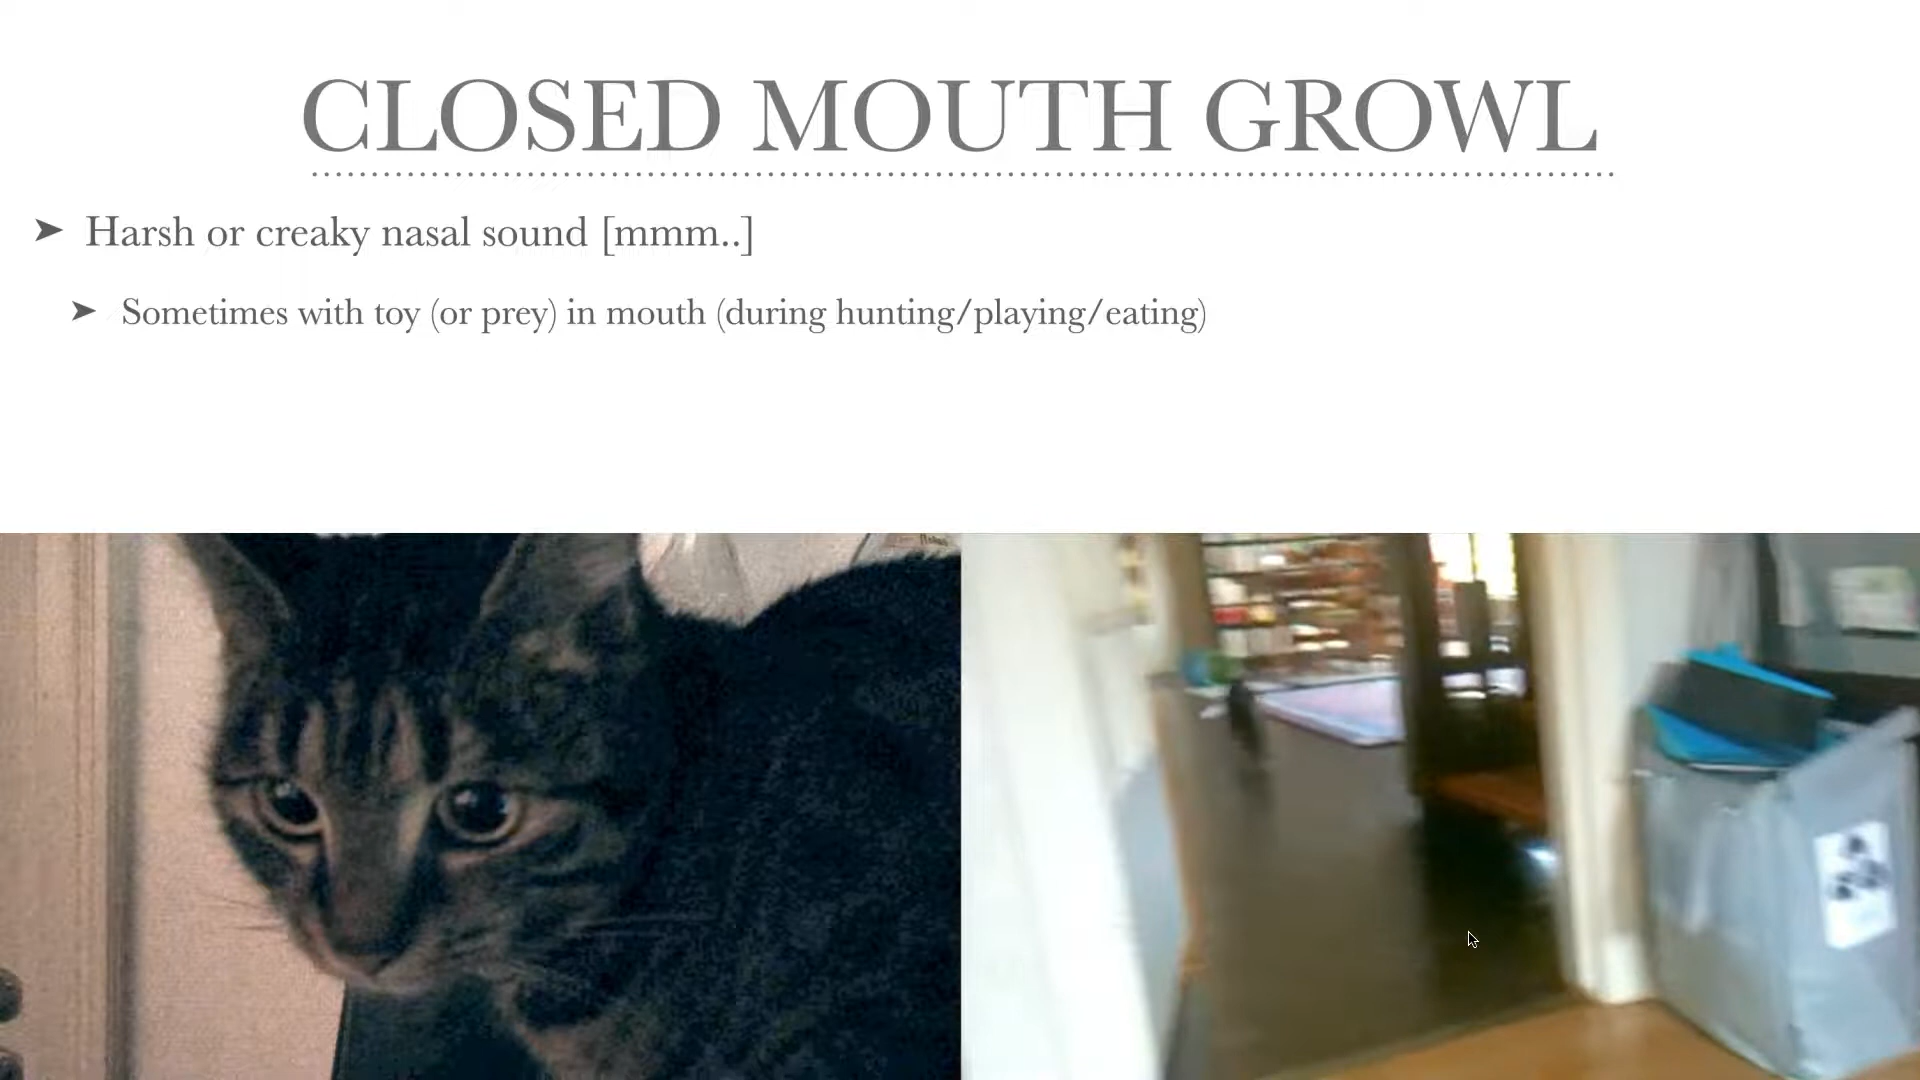 CLOSED MOUTH GROWL
➤ Harsh or creaky nasal sound [mmm..]
➤ Sometimes with toy (or prey) in mouth (during hunting/playing/eating)